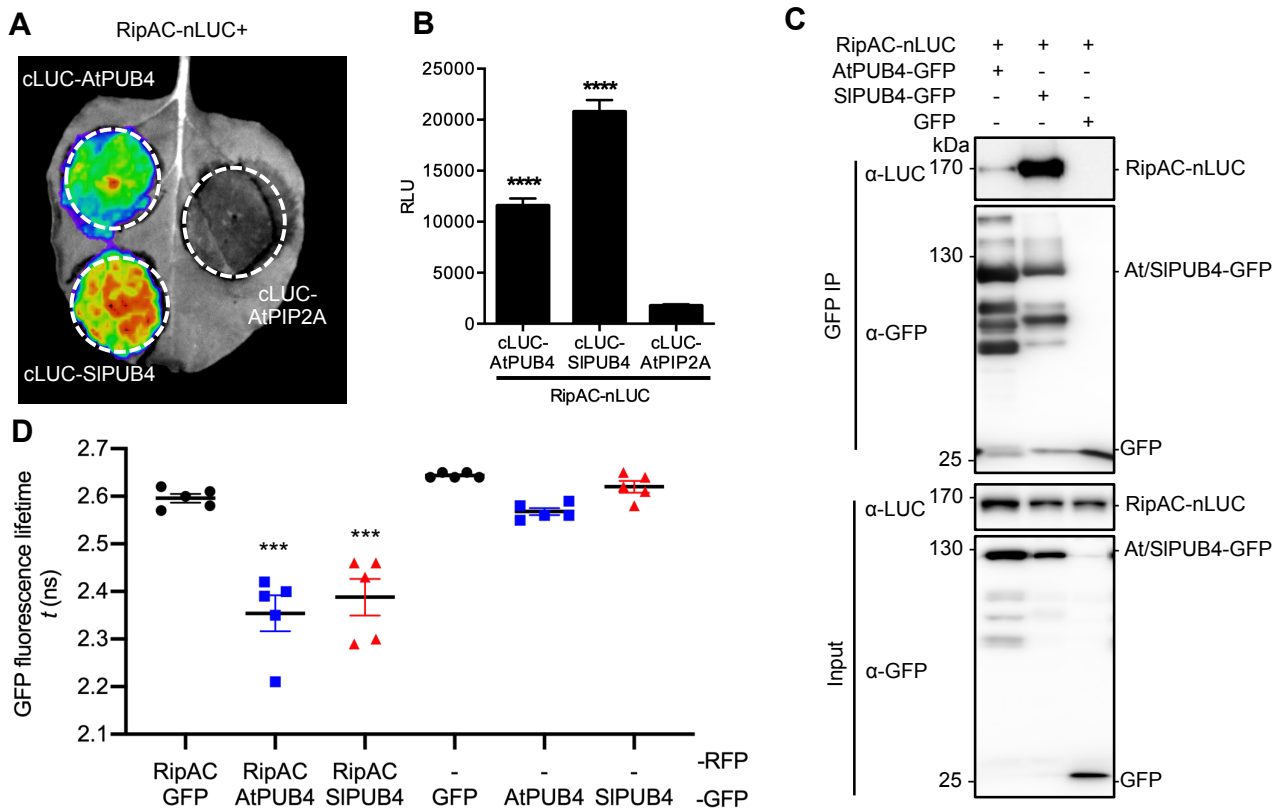 A
RipAC-nLUC+
cLUC-AtPUB4
cLUC-
AtPIP2A
cLUC-SlPUB4
B
25000
20000
15000
10000
5000
0
RLU
****
****
cLUC-
AtPUB4
cLUC-
SlPUB4
cLUC-
AtPIP2A
RipAC-nLUC
C
RipAC-nLUC + + +
AtPUB4-GFP + - -
SlPUB4-GFP - + -
GFP - - +
kDa
GFP IP
α-LUC 170 RipAC-nLUC
130
At/SlPUB4-GFP
α-GFP
GFP
25
Input
α-LUC 170 RipAC-nLUC
130 At/SlPUB4-GFP
α-GFP
25 GFP
D
GFP fluorescence lifetime
t (ns)
2.7
2.6
2.5
2.4
2.3
2.2
2.1
***
***
RipAC RipAC RipAC - - - -RFP
GFP AtPUB4 SlPUB4 GFP AtPUB4 SlPUB4 -GFP